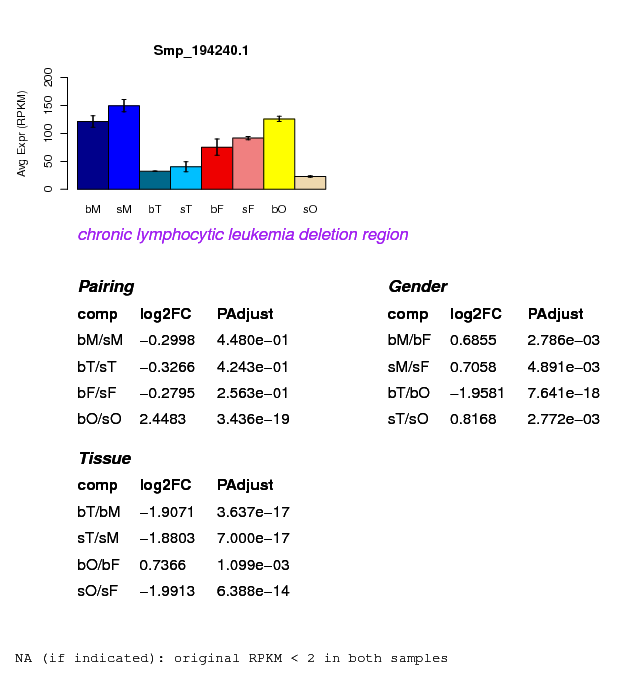 Smp_194240.1
Avg Expr (RPKM)
0 50 100 150 200
bM sM bT sT bF sF bO sO
chronic lymphocytic leukemia deletion region
Pairing
comp log2FC PAdjust
bM/sM −0.2998 4.480e−01
bT/sT −0.3266 4.243e−01
bF/sF −0.2795 2.563e−01
bO/sO 2.4483 3.436e−19
Gender
comp log2FC PAdjust
bM/bF 0.6855 2.786e−03
sM/sF 0.7058 4.891e−03
bT/bO −1.9581 7.641e−18
sT/sO 0.8168 2.772e−03
Tissue
comp log2FC PAdjust
bT/bM −1.9071 3.637e−17
sT/sM −1.8803 7.000e−17
bO/bF 0.7366 1.099e−03
sO/sF −1.9913 6.388e−14
NA (if indicated): original RPKM < 2 in both samples